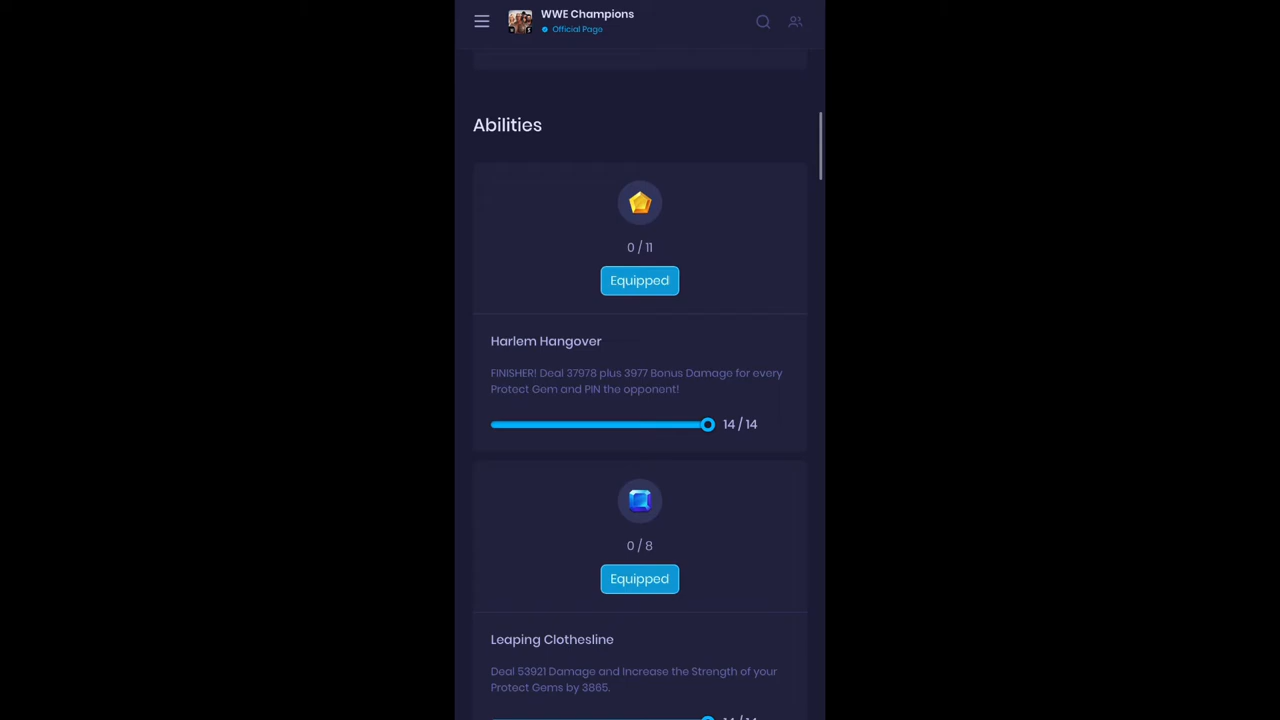 WWE Champions
Official Page
Abilities
0 / 11
Equipped
Harlem Hangover
FINISHER! Deal 37978 plus 3977 Bonus Damage for every
Protect Gem and PIN the opponent!
14 / 14
0 / 8
Equipped
Leaping Clothesline
Deal 53921 Damage and Increase the Strength of your
Protect Gems by 3865.
14 / 14